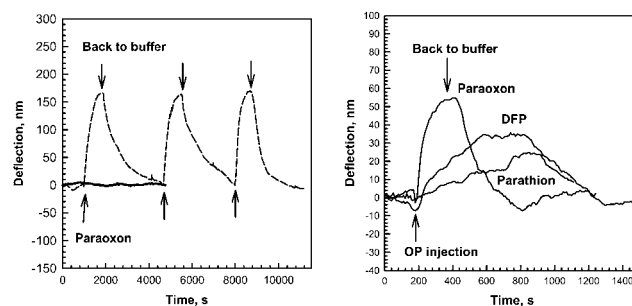 300
250
200
150
100
50
0
-50
-100
-150
Deflection, nm
Back to buffer
Paraoxon
0 2000 4000 6000 8000 10000
Time, s
100
90
80
70
60
50
40
30
20
10
0
-10
-20
-30
-40
Deflection, nm
Back to buffer
Paraoxon
DFP
Parathion
OP injection
0 200 400 600 800 1000 1200 1400
Time, s